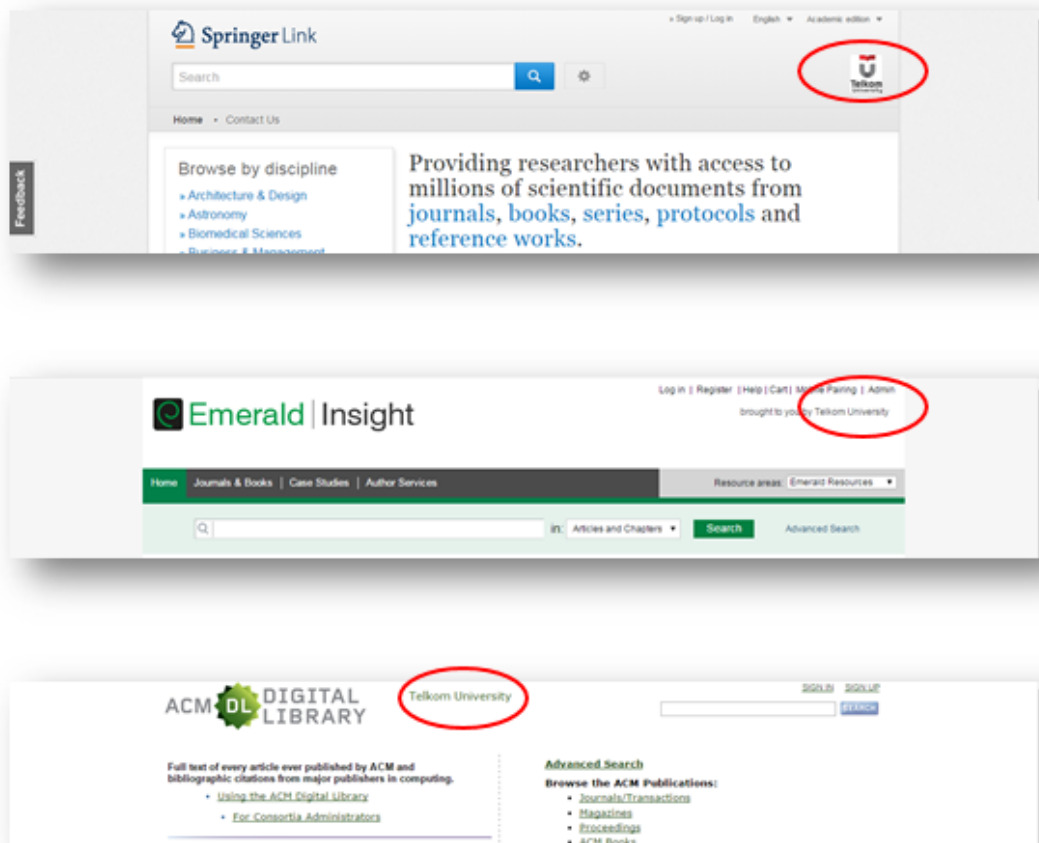 » Sign up / Log in English Academic edition
Springer Link
Search
Telkom
University
Home • Contact Us
Feedback
Browse by discipline
» Architecture & Design
» Astronomy
» Biomedical Sciences
» Business & Management
Providing researchers with access to
millions of scientific documents from
journals, books, series, protocols and
reference works.
Log in | Register | Help | Cart | Mobile Pairing | Admin
Emerald | Insight
brought to you by Telkom University
Home Journals & Books | Case Studies | Author Services
Resource areas: Emerald Resources
in: Articles and Chapters Search Advanced Search
ACM DL DIGITAL
LIBRARY
Telkom University
SIGN IN SIGN UP
SEARCH
Full text of every article ever published by ACM and
bibliographic citations from major publishers in computing.
• Using the ACM Digital Library
• For Consortia Administrators
Advanced Search
Browse the ACM Publications:
• Journals/Transactions
• Magazines
• Proceedings
• ACM Books